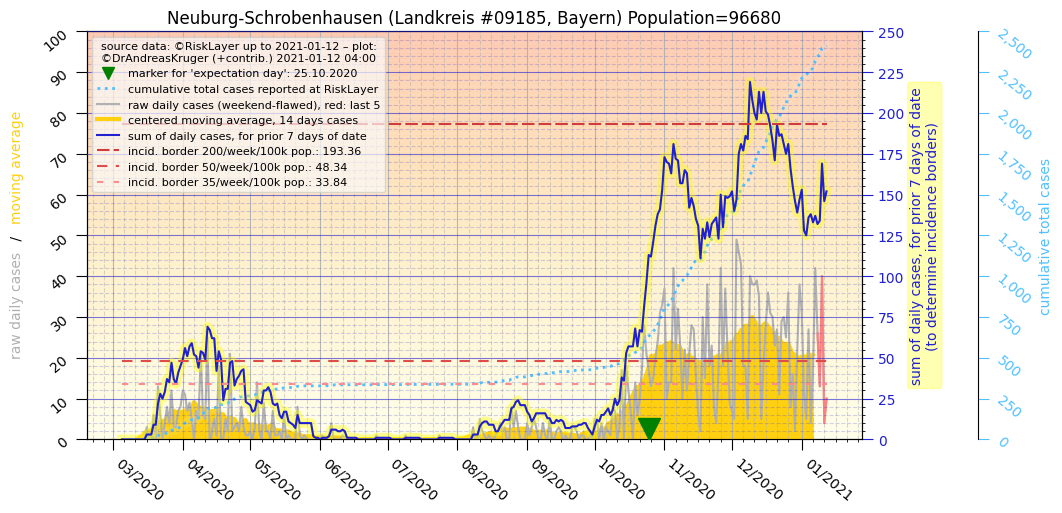 Neuburg-Schrobenhausen (Landkreis #09185, Bayern) Population=96680
source data: ©RiskLayer up to 2021-01-12 – plot:
©DrAndreasKruger (+contrib.) 2021-01-12 04:00
marker for 'expectation day': 25.10.2020
cumulative total cases reported at RiskLayer
raw daily cases (weekend-flawed), red: last 5
centered moving average, 14 days cases
sum of daily cases, for prior 7 days of date
incid. border 200/week/100k pop.: 193.36
incid. border 50/week/100k pop.: 48.34
incid. border 35/week/100k pop.: 33.84
raw daily cases / moving average
100
90
80
70
60
50
40
30
20
10
0
03/2020
04/2020
05/2020
06/2020
07/2020
08/2020
09/2020
10/2020
11/2020
12/2020
01/2021
250
225
200
175
150
125
100
75
50
25
0
sum of daily cases, for prior 7 days of date
(to determine incidence borders)
2,500
2,250
2,000
1,750
1,500
1,250
1,000
750
500
250
0
cumulative total cases